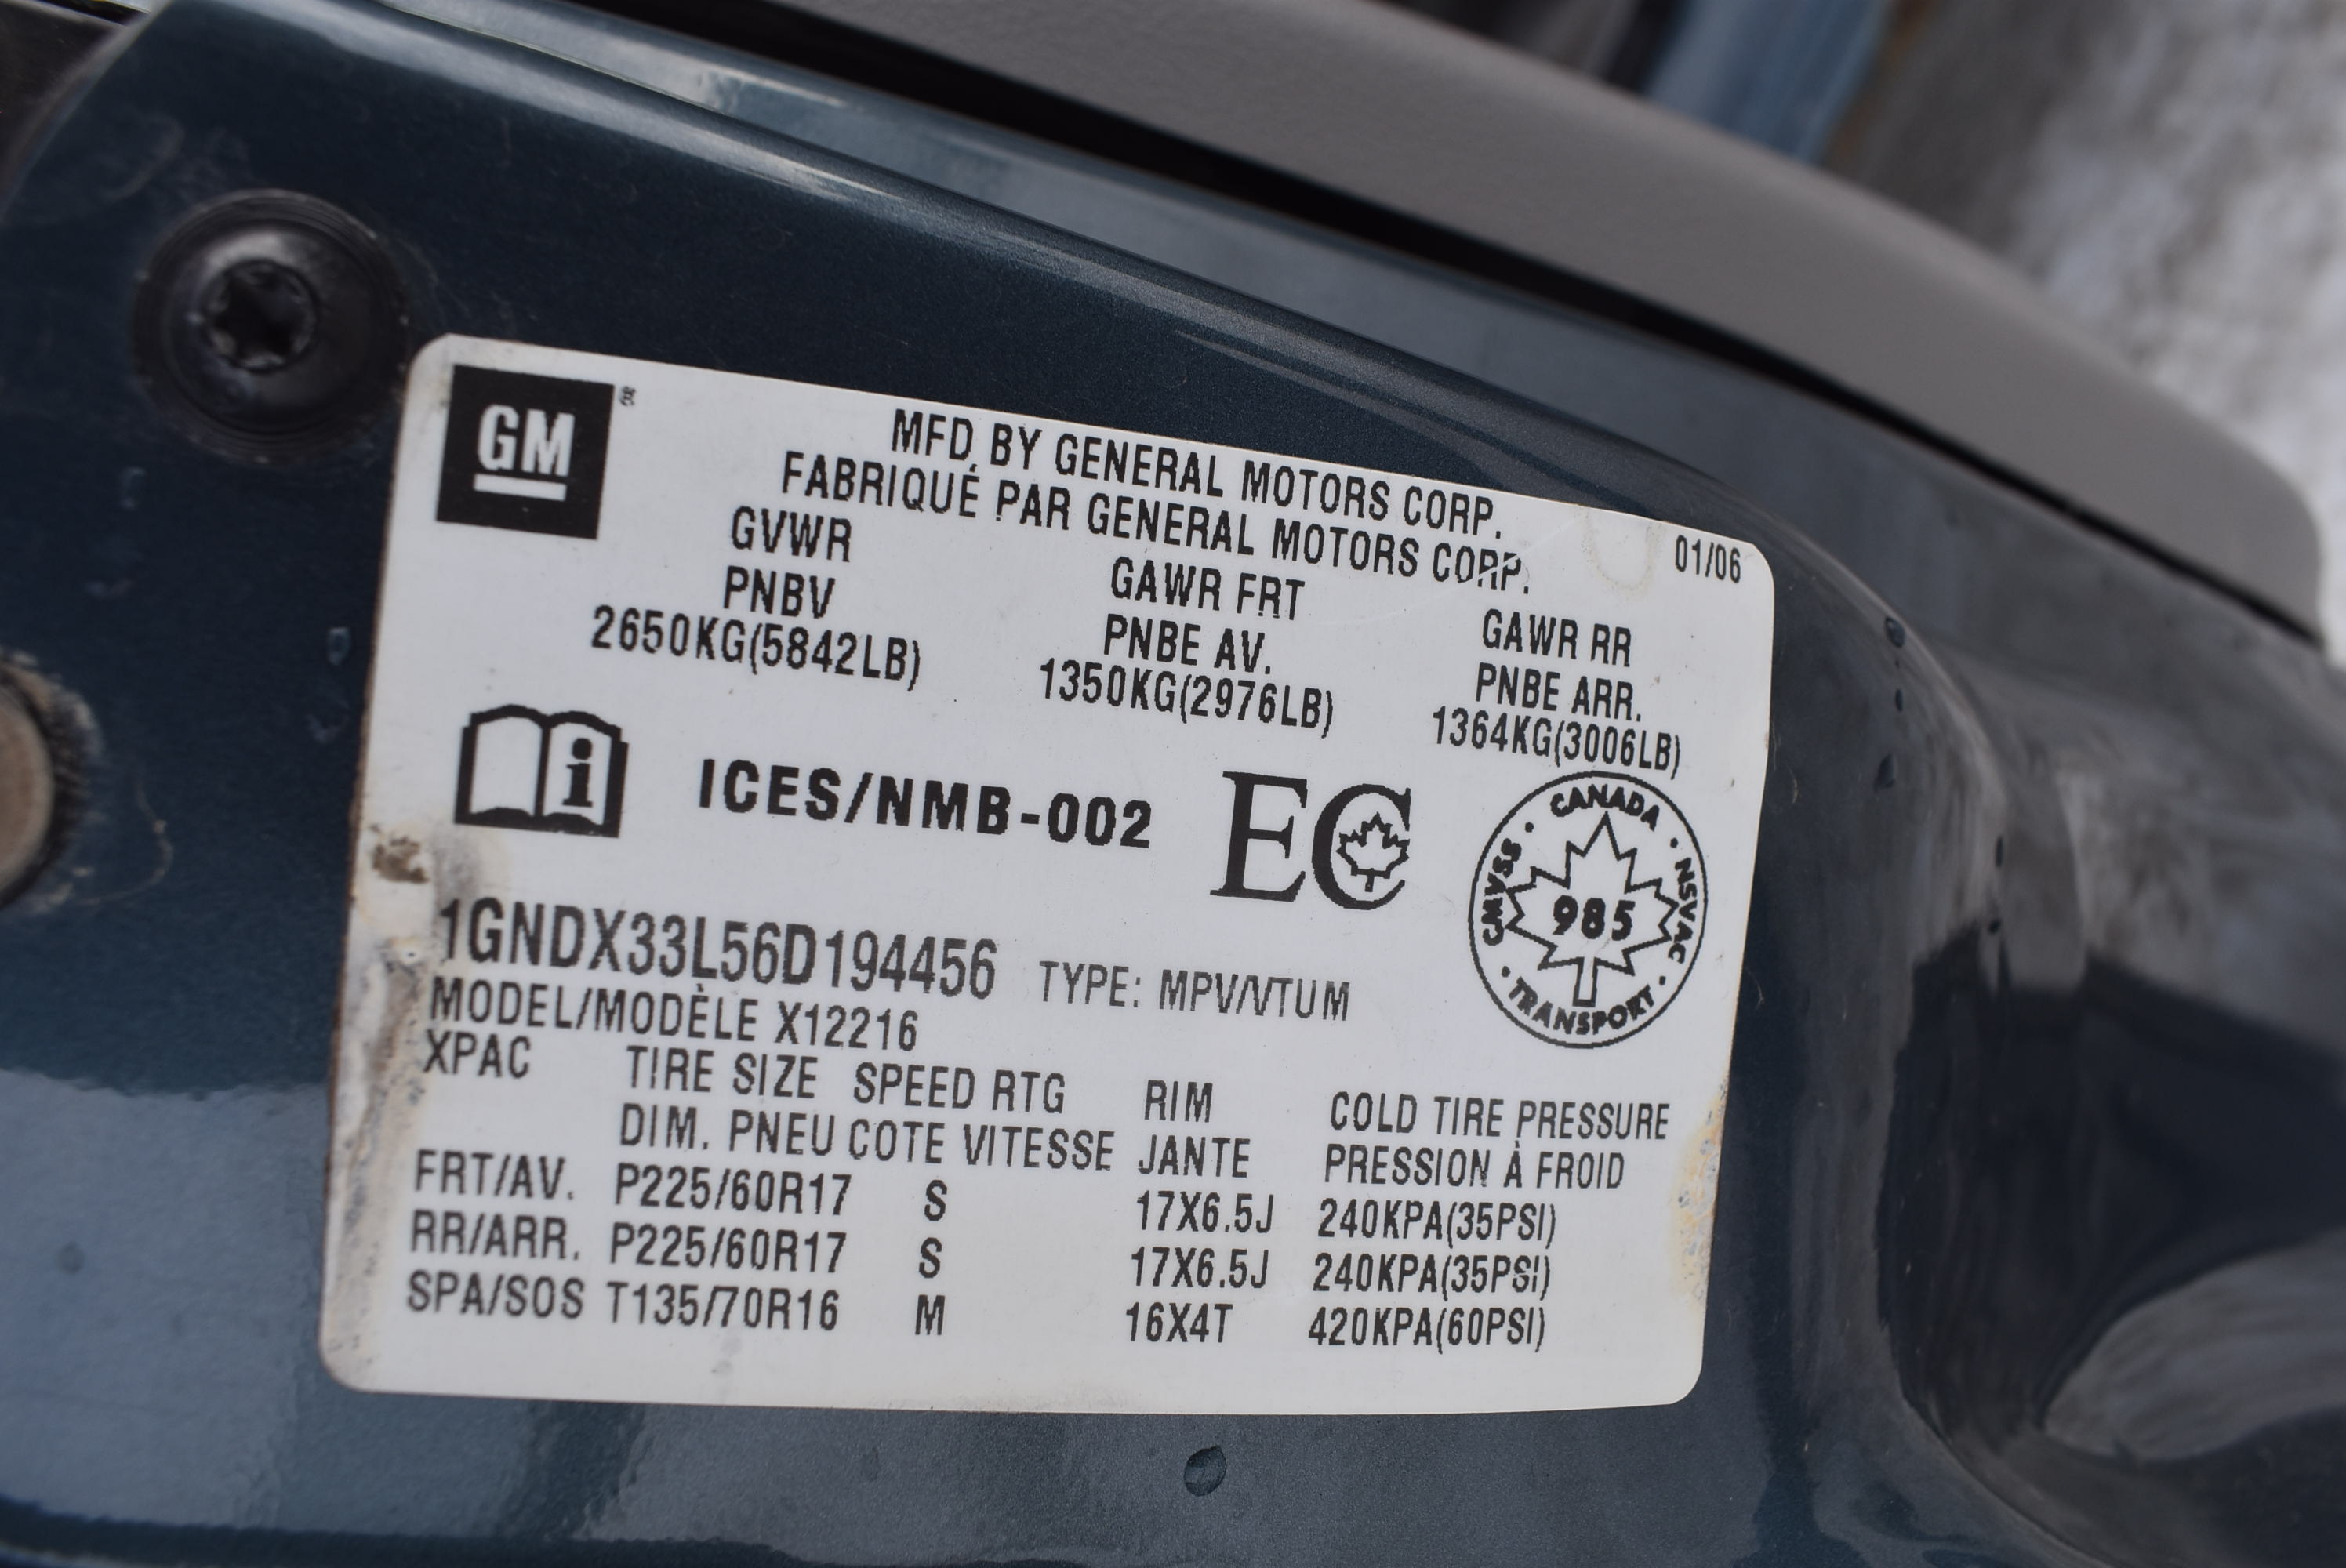 GM
MFD BY GENERAL MOTORS CORP.
FABRIQUÉ PAR GENERAL MOTORS CORP.
01/06
GVWR GAWR FRT GAWR RR
PNBV PNBE AV. PNBE ARR.
2650KG(5842LB) 1350KG(2976LB) 1364KG(3006LB)
i ICES/NMB-002 EC
CANADA · NSVAC · TRANSPORT · CMVSS ·
985
1GNDX33L56D194456 TYPE: MPV/VTUM
MODEL/MODÈLE X12216
XPAC TIRE SIZE SPEED RTG RIM COLD TIRE PRESSURE
DIM. PNEU COTE VITESSE JANTE PRESSION À FROID
FRT/AV. P225/60R17 S 17X6.5J 240KPA(35PSI)
RR/ARR. P225/60R17 S 17X6.5J 240KPA(35PSI)
SPA/SOS T135/70R16 M 16X4T 420KPA(60PSI)